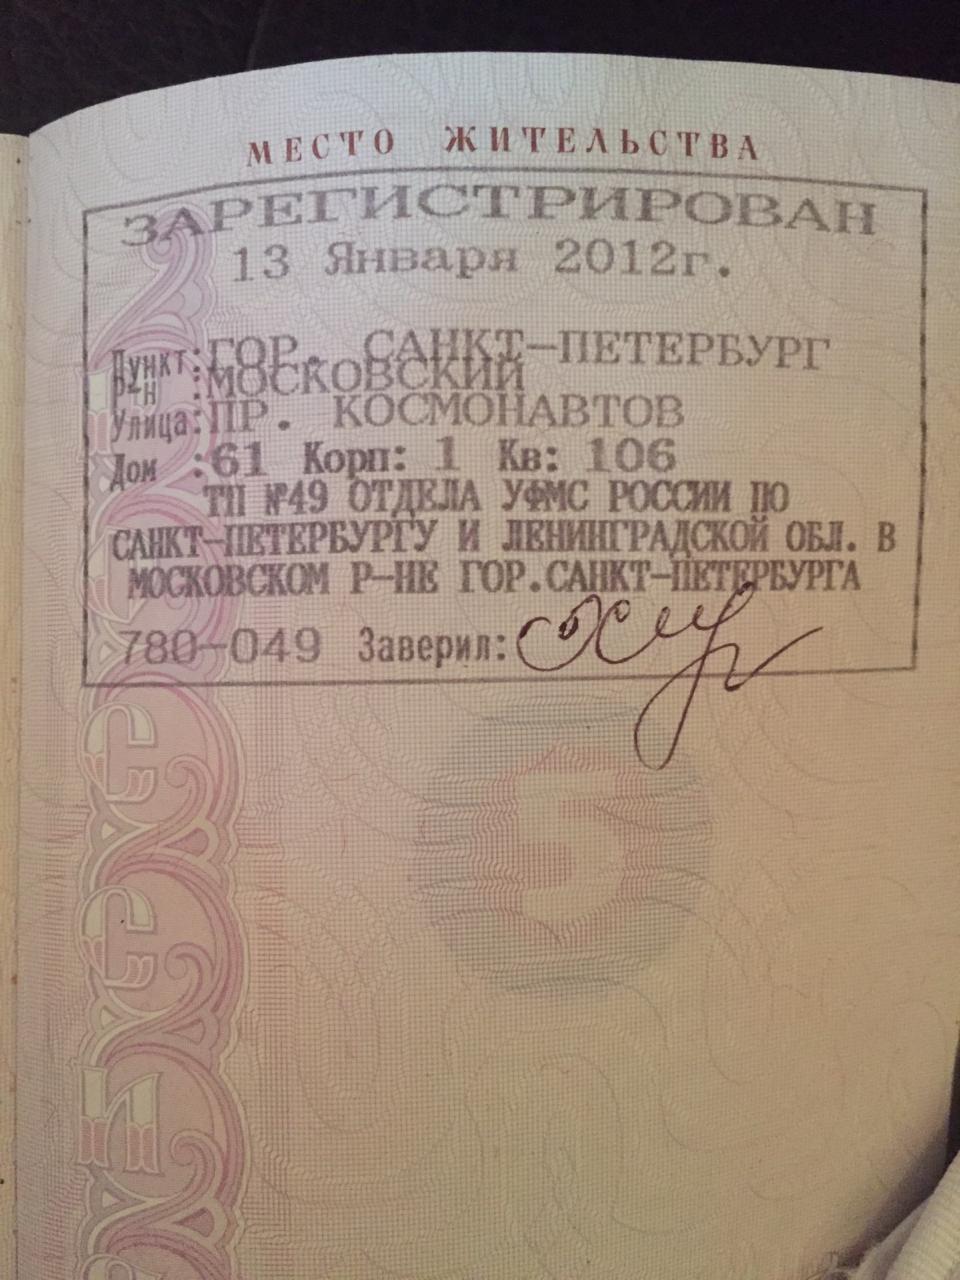 МЕСТО ЖИТЕЛЬСТВА
ЗАРЕГИСТРИРОВАН
13 Января 2012г.
Пункт:ГОР. САНКТ-ПЕТЕРБУРГ
Р-н :МОСКОВСКИЙ
Улица:ПР. КОСМОНАВТОВ
Дом :61 Корп: 1 Кв: 106
ТП №49 ОТДЕЛА УФМС РОССИИ ПО
САНКТ-ПЕТЕРБУРГУ И ЛЕНИНГРАДСКОЙ ОБЛ. В
МОСКОВСКОМ Р-НЕ ГОР.САНКТ-ПЕТЕРБУРГА
780-049 Заверил:
5